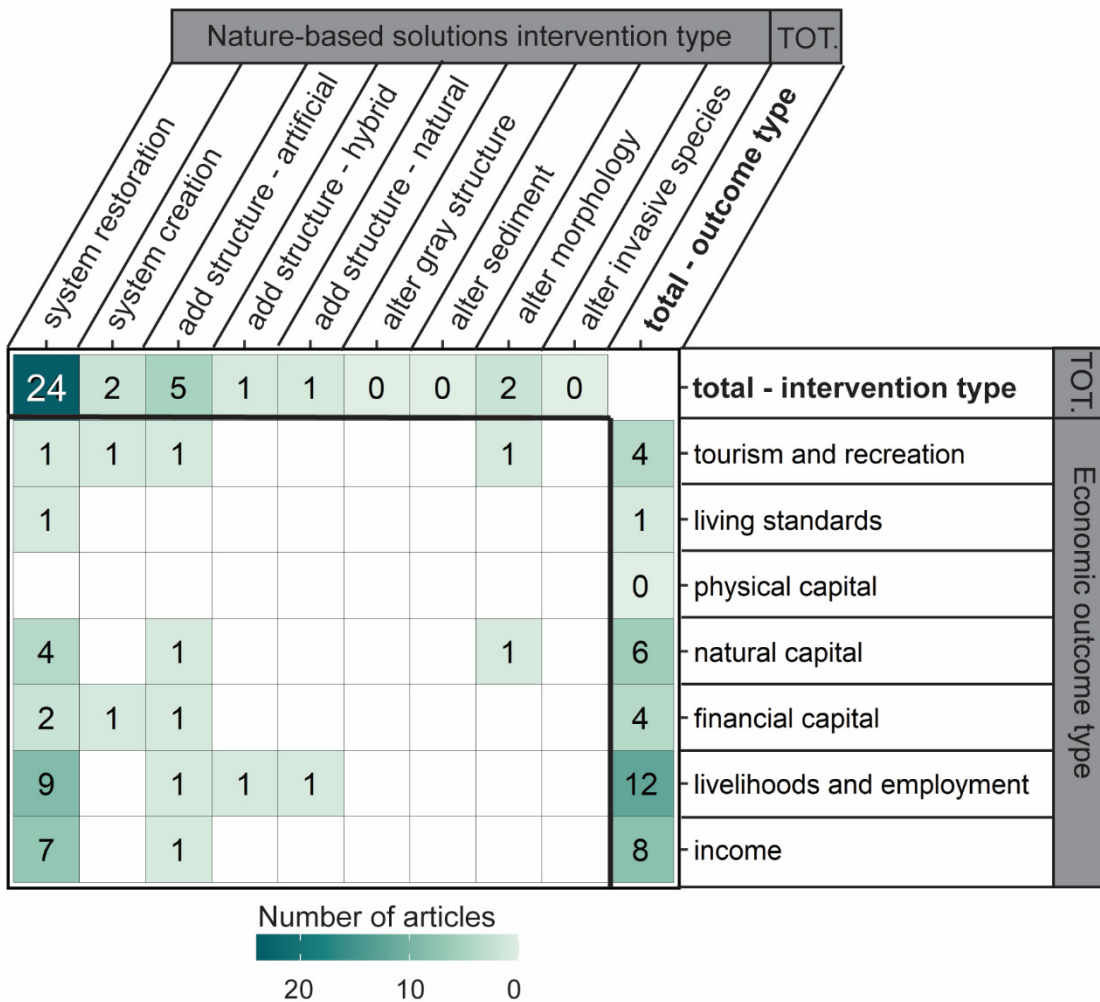 Nature-based solutions intervention type TOT.
system restoration
system creation
add structure - artificial
add structure - hybrid
add structure - natural
alter gray structure
alter sediment
alter morphology
alter invasive species
total - outcome type
24 2 5 1 1 0 0 2 0 total - intervention type TOT.
1 1 1 1 4 tourism and recreation
1 1 living standards
0 physical capital
4 1 1 6 natural capital
2 1 1 4 financial capital
9 1 1 1 12 livelihoods and employment
7 1 8 income
Economic outcome type
Number of articles
20 10 0